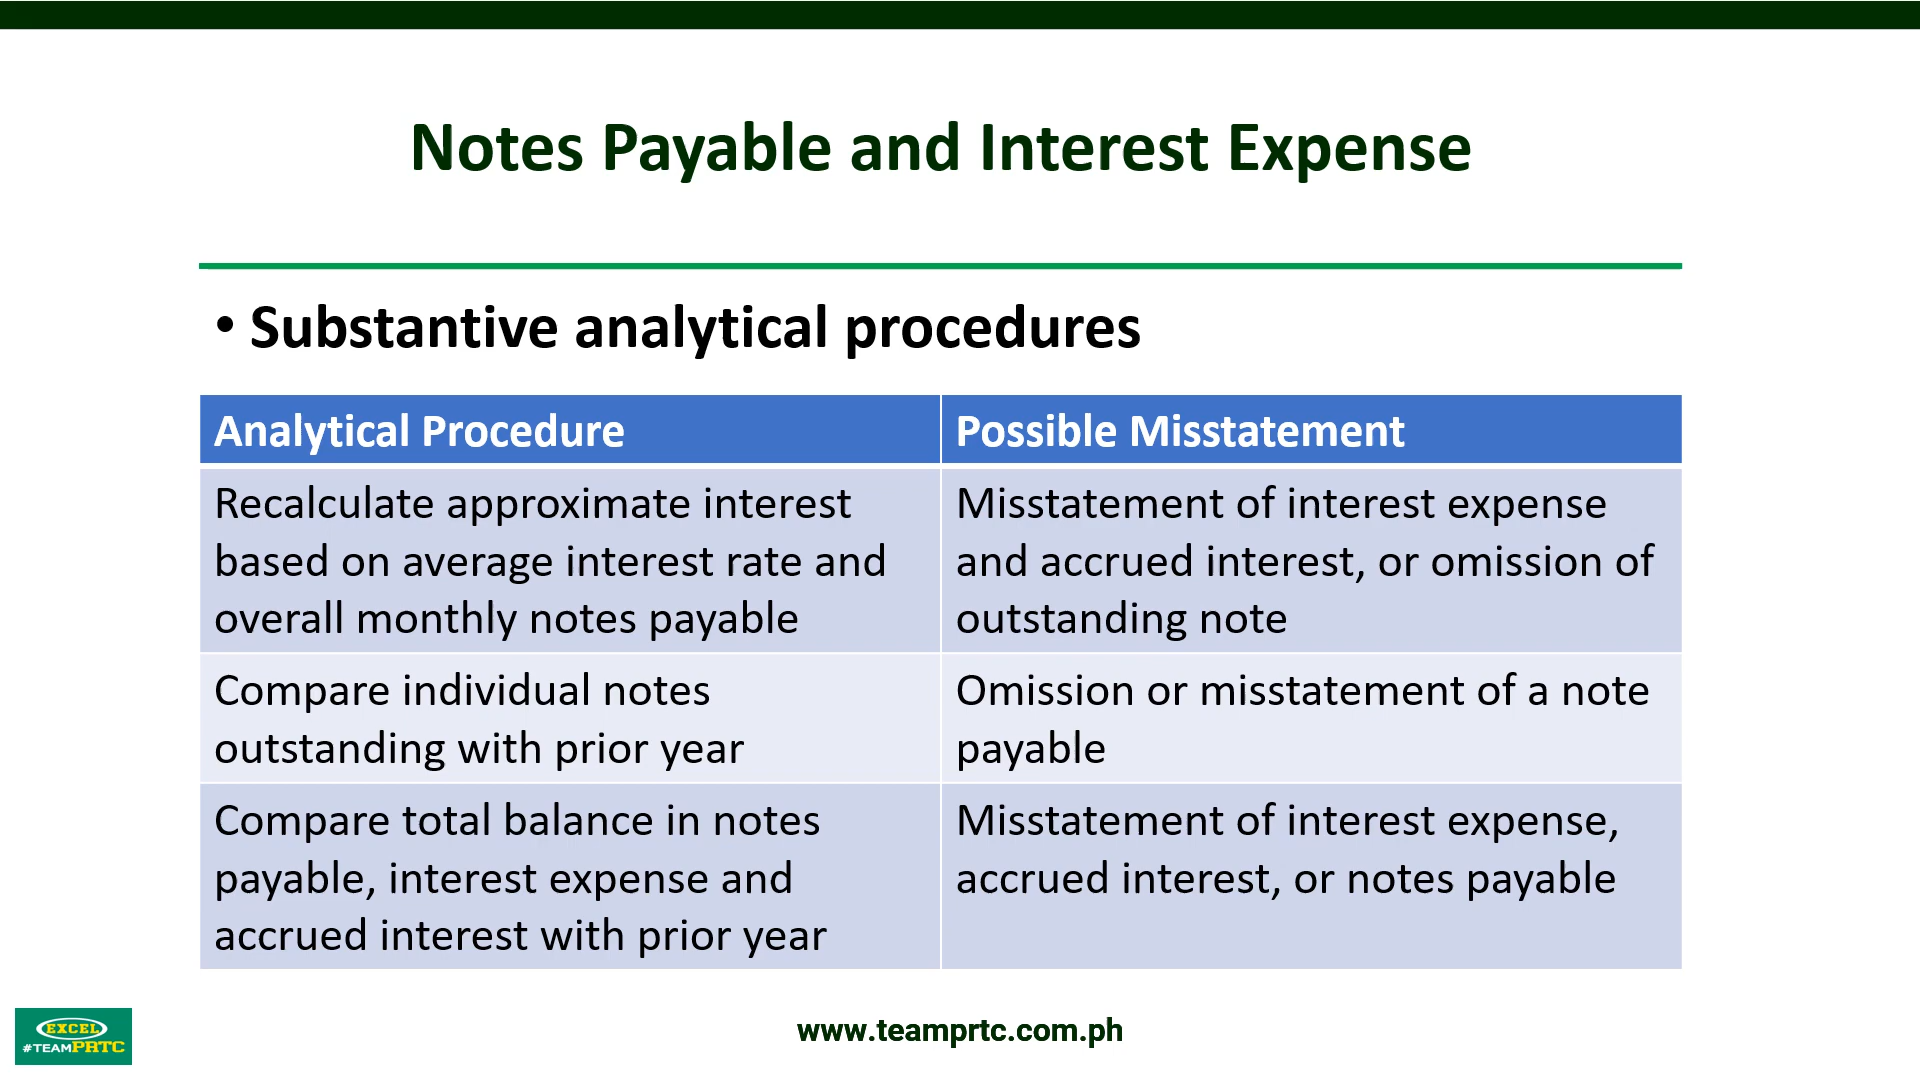 Notes Payable and Interest Expense
• Substantive analytical procedures
Analytical Procedure
Possible Misstatement
Recalculate approximate interest
based on average interest rate and
overall monthly notes payable
Misstatement of interest expense
and accrued interest, or omission of
outstanding note
Compare individual notes
outstanding with prior year
Omission or misstatement of a note
payable
Compare total balance in notes
payable, interest expense and
accrued interest with prior year
Misstatement of interest expense,
accrued interest, or notes payable
EXCEL
#TEAMPRTC
www.teamprtc.com.ph